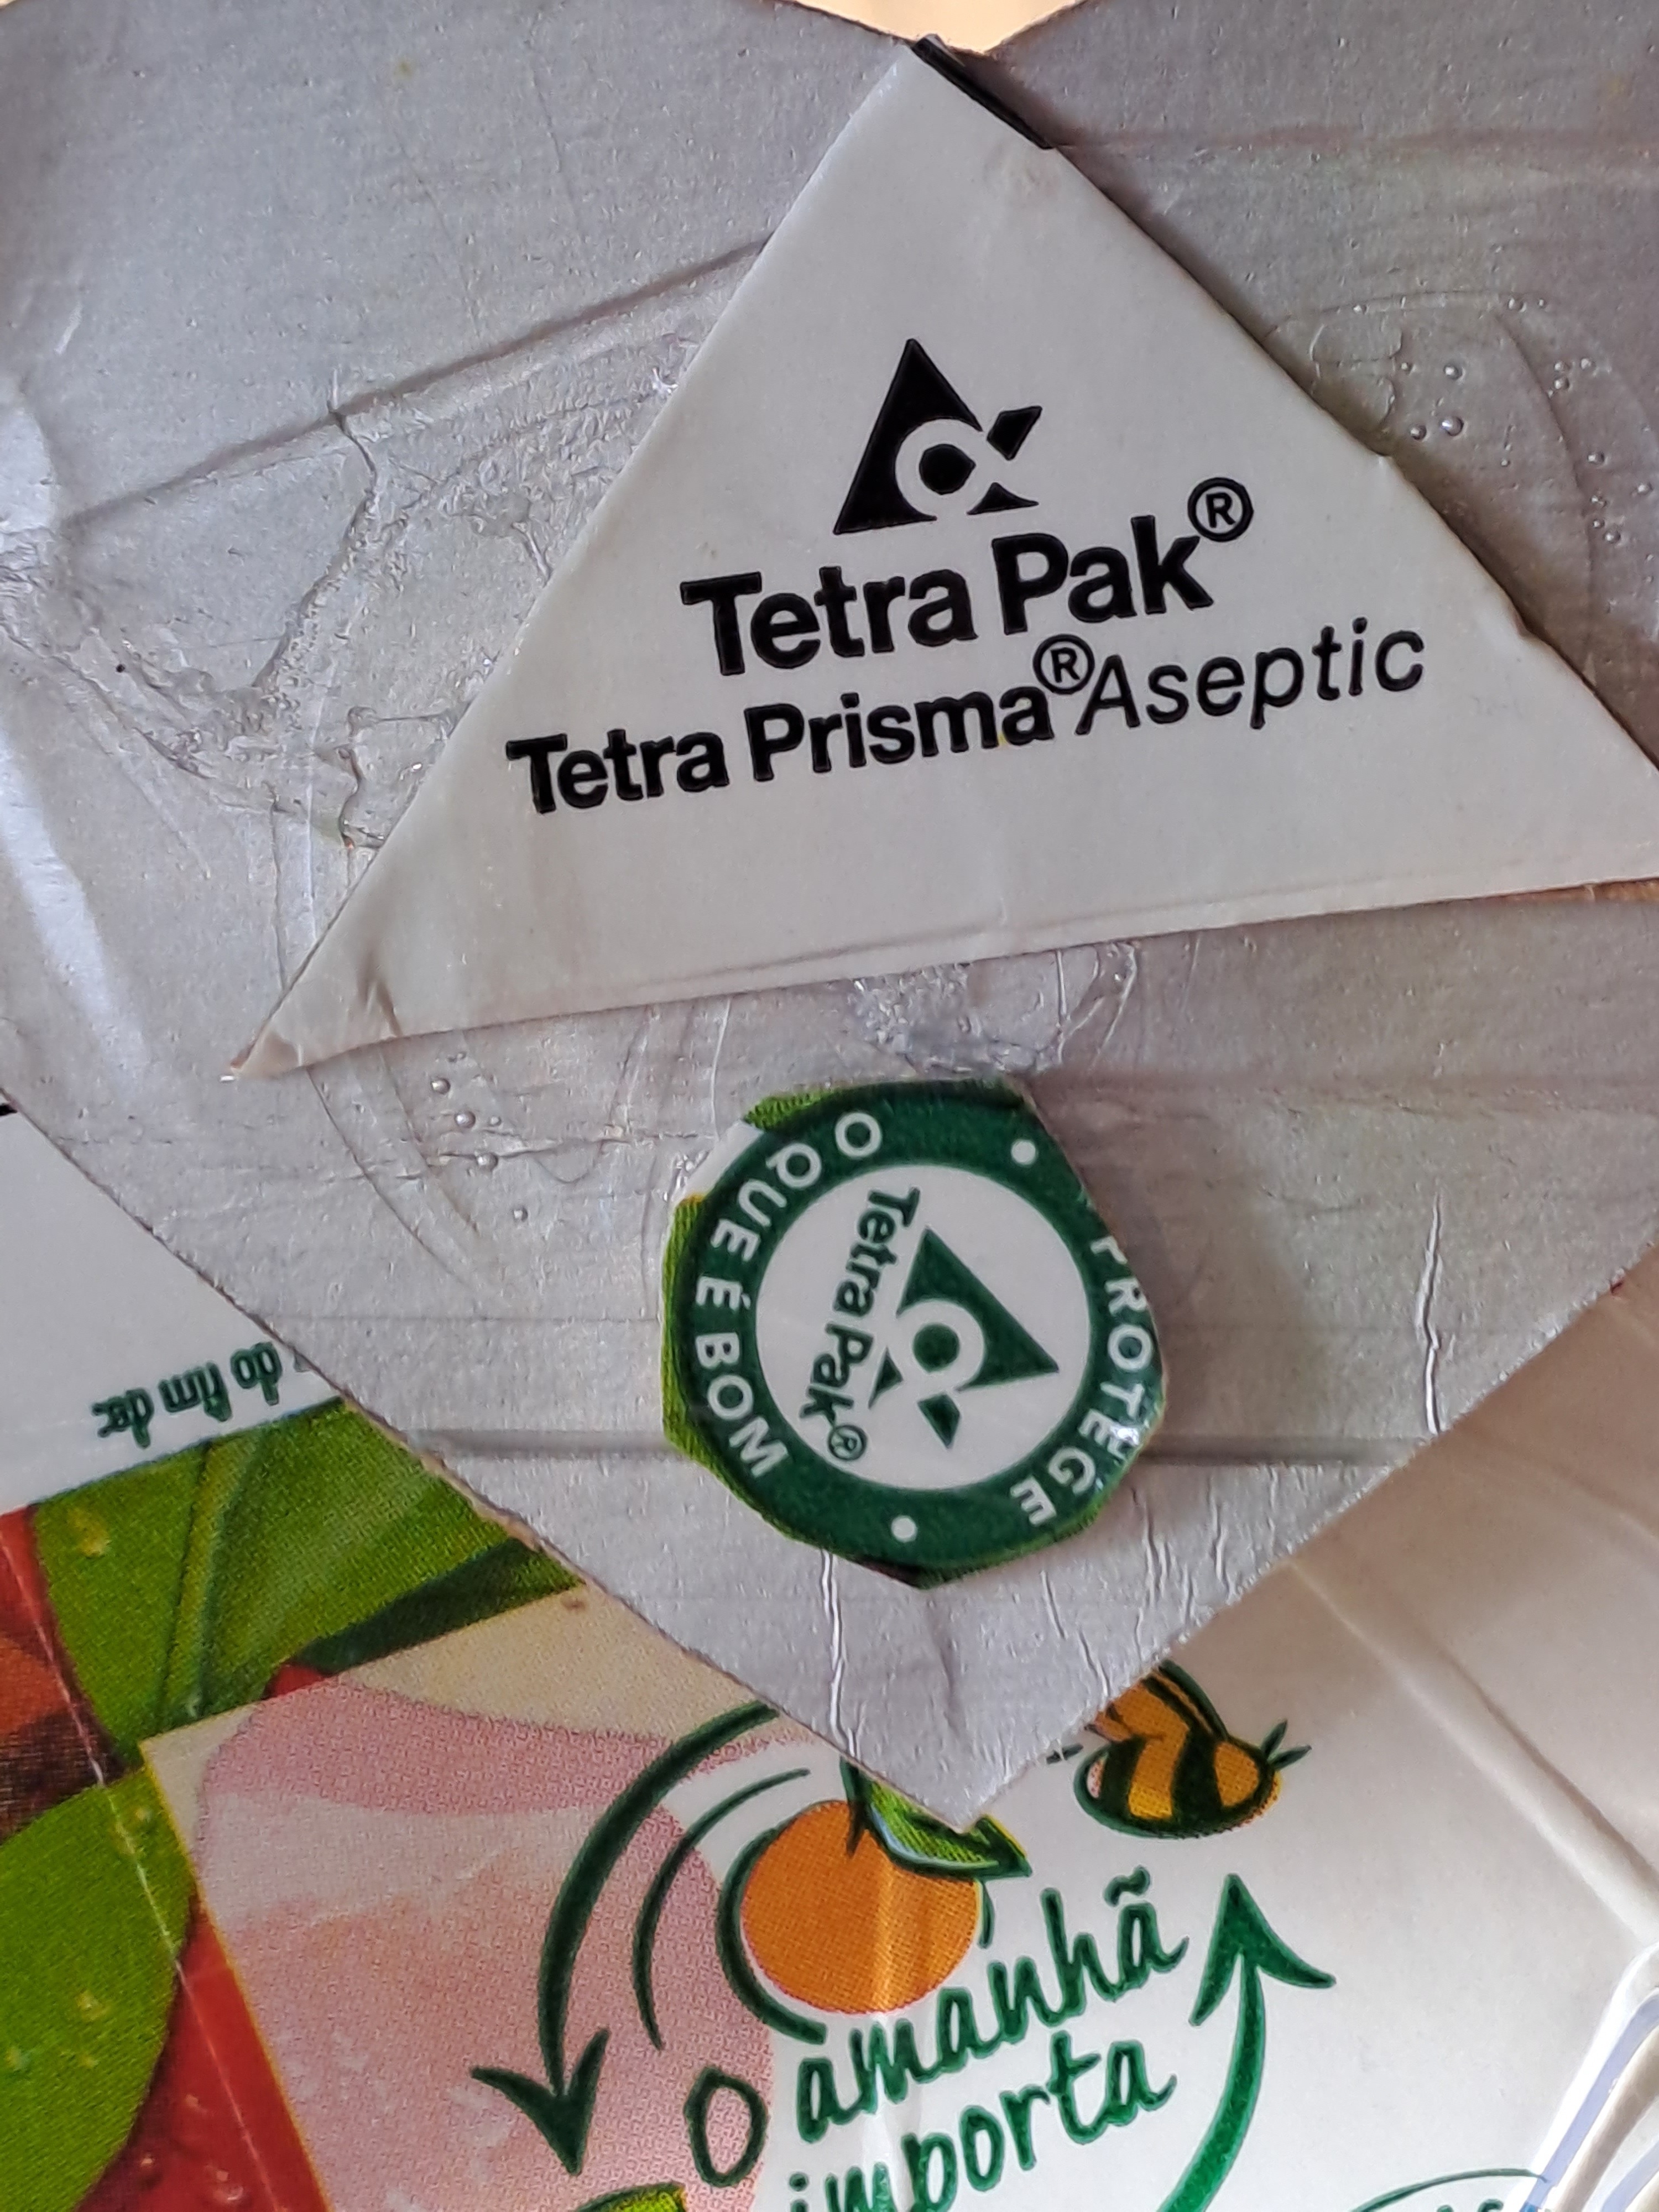 Tetra Pak®
Tetra Prisma® Aseptic
PROTEGE
O QUE É BOM
Tetra Pak®
do fim de:
O amanhã
importa